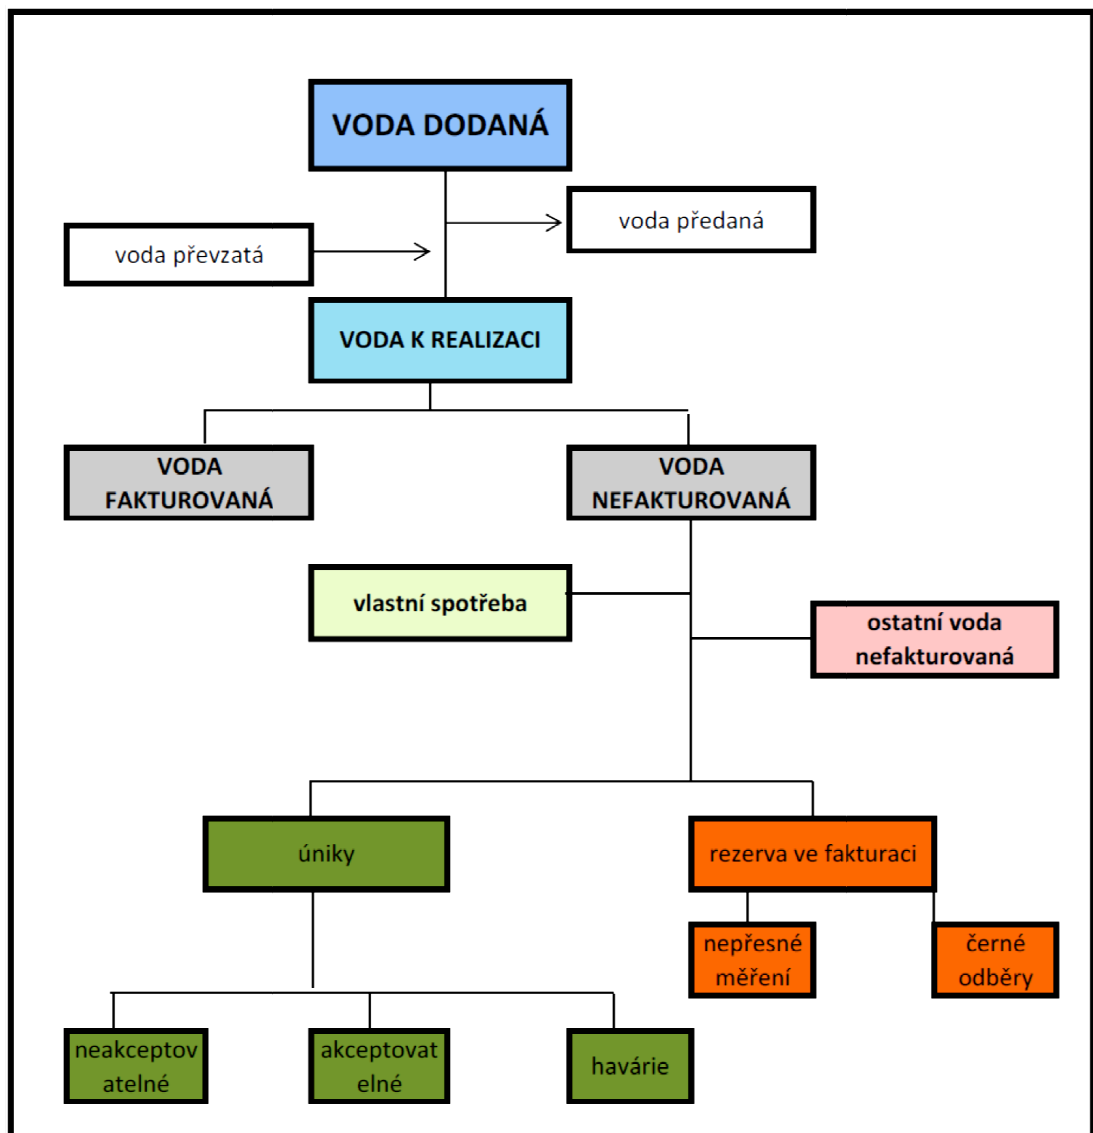 VODA DODANÁ
voda předaná
voda převzatá
VODA K REALIZACI
VODA
FAKTUROVANÁ
VODA
NEFAKTUROVANÁ
vlastní spotřeba
ostatní voda
nefakturovaná
úniky
rezerva ve fakturaci
nepřesné
měření
černé
odběry
neakceptov
atelné
akceptovat
elné
havárie